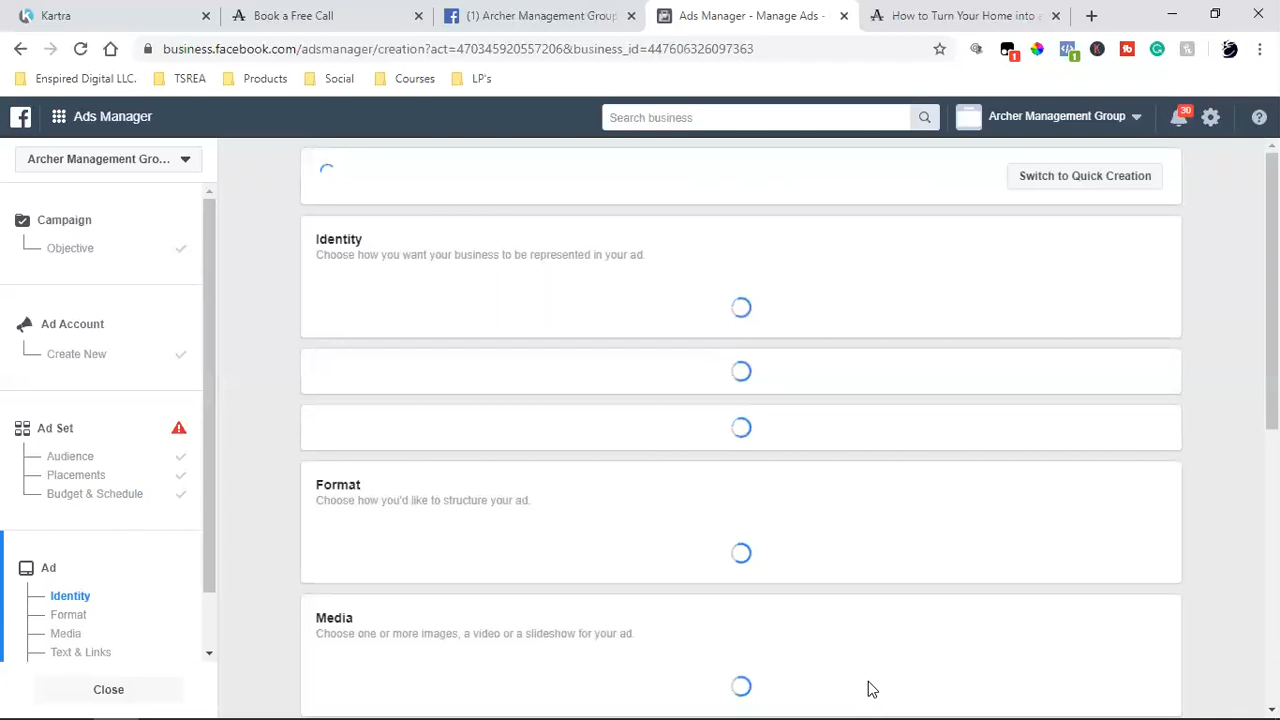 Kartra
Book a Free Call
(1) Archer Management Group
Ads Manager - Manage Ads -
How to Turn Your Home into a
business.facebook.com/adsmanager/creation?act=470345920557206&business_id=447606326097363
1
1
Enspired Digital LLC.
TSREA
Products
Social
Courses
LP's
Ads Manager
Search business
Archer Management Group
30
Archer Management Gro...
Switch to Quick Creation
Campaign
Objective
Ad Account
Create New
Ad Set
Audience
Placements
Budget & Schedule
Ad
Identity
Format
Media
Text & Links
Close
Identity
Choose how you want your business to be represented in your ad.
Format
Choose how you'd like to structure your ad.
Media
Choose one or more images, a video or a slideshow for your ad.